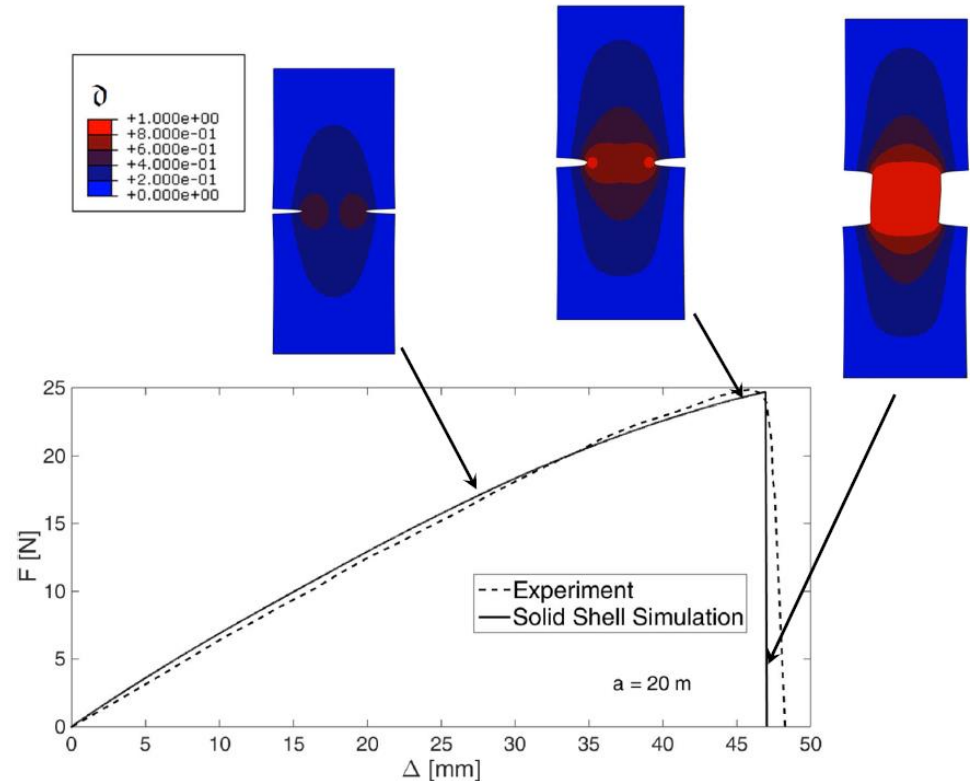 𝔡
+1.000e+00
+8.000e-01
+6.000e-01
+4.000e-01
+2.000e-01
+0.000e+00
25
20
15
10
5
0
F [N]
Experiment
Solid Shell Simulation
a = 20 m
0 5 10 15 20 25 30 35 40 45 50
Δ [mm]